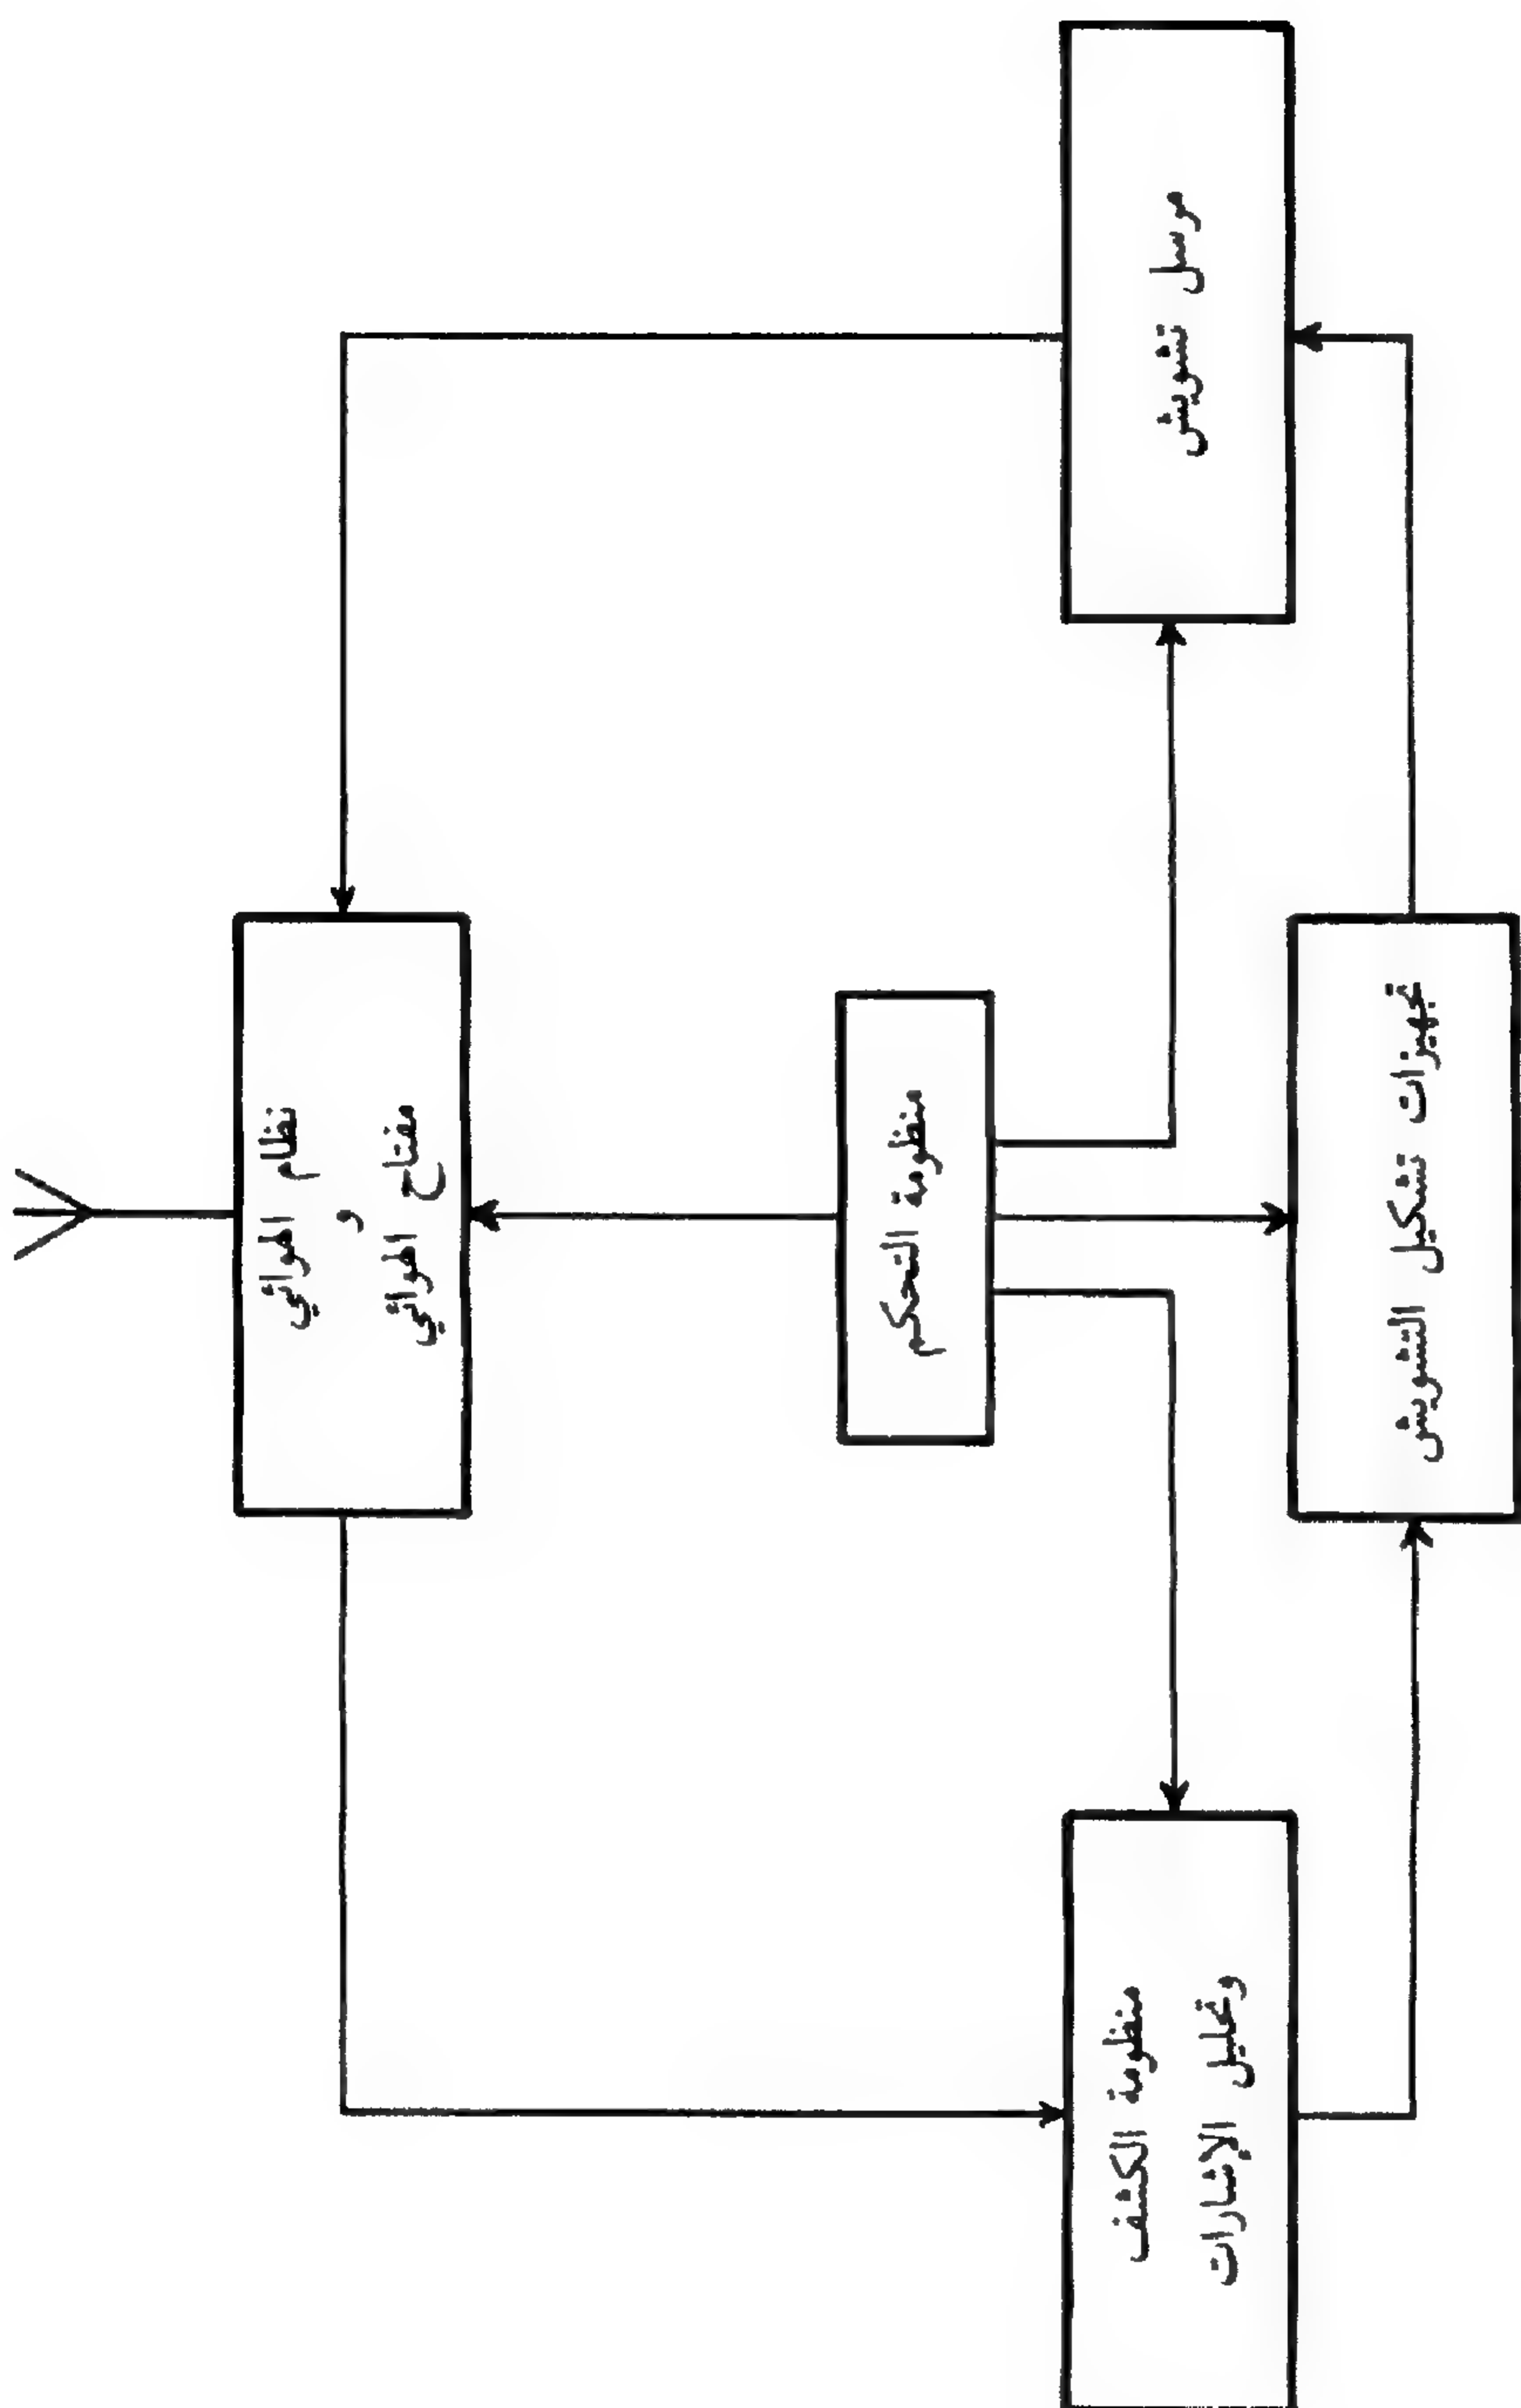 نظام الهوائي
و
مفتاح الهوائي
مرسل تشويش
منظومة التحكم
تجهيزات تشكيل التشويش
منظومة الكشف
وتحليل الإشارات